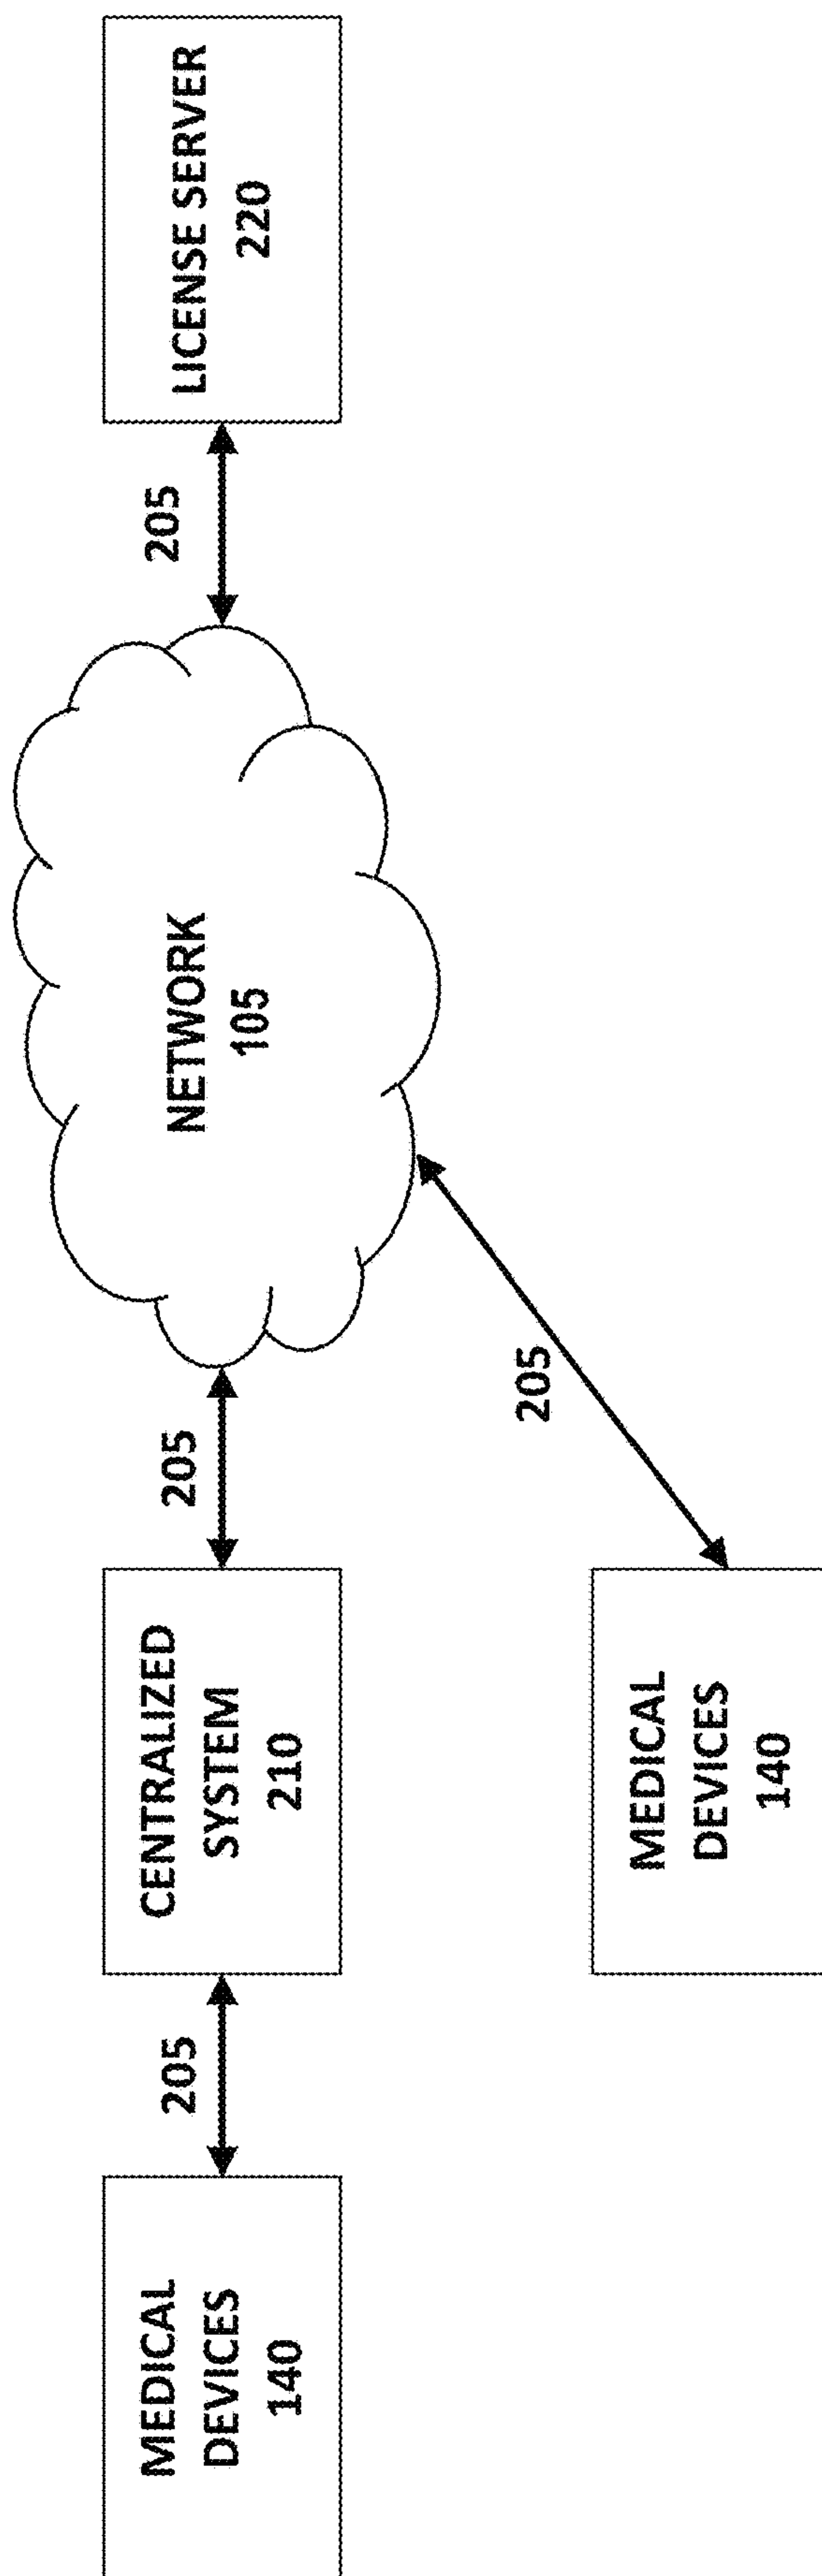 MEDICAL
DEVICES
140
205
CENTRALIZED
SYSTEM
210
205
NETWORK
105
205
LICENSE SERVER
220
205
MEDICAL
DEVICES
140